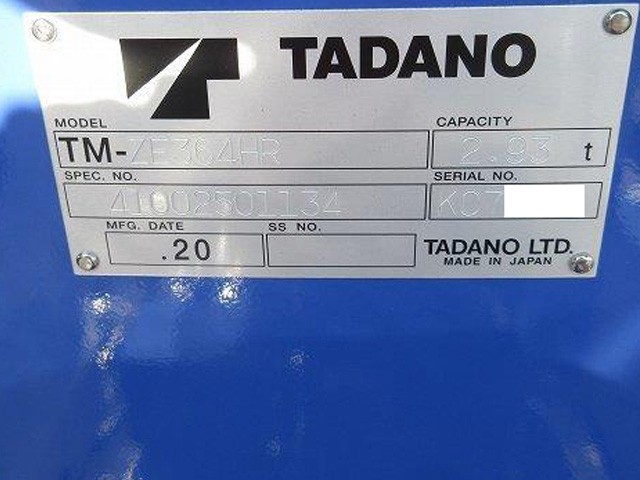 TADANO
MODEL CAPACITY
TM-ZE364HR 2.93 t
SPEC. NO. SERIAL NO.
41002501134 KC7
MFG. DATE SS NO.
.20 TADANO LTD.
MADE IN JAPAN